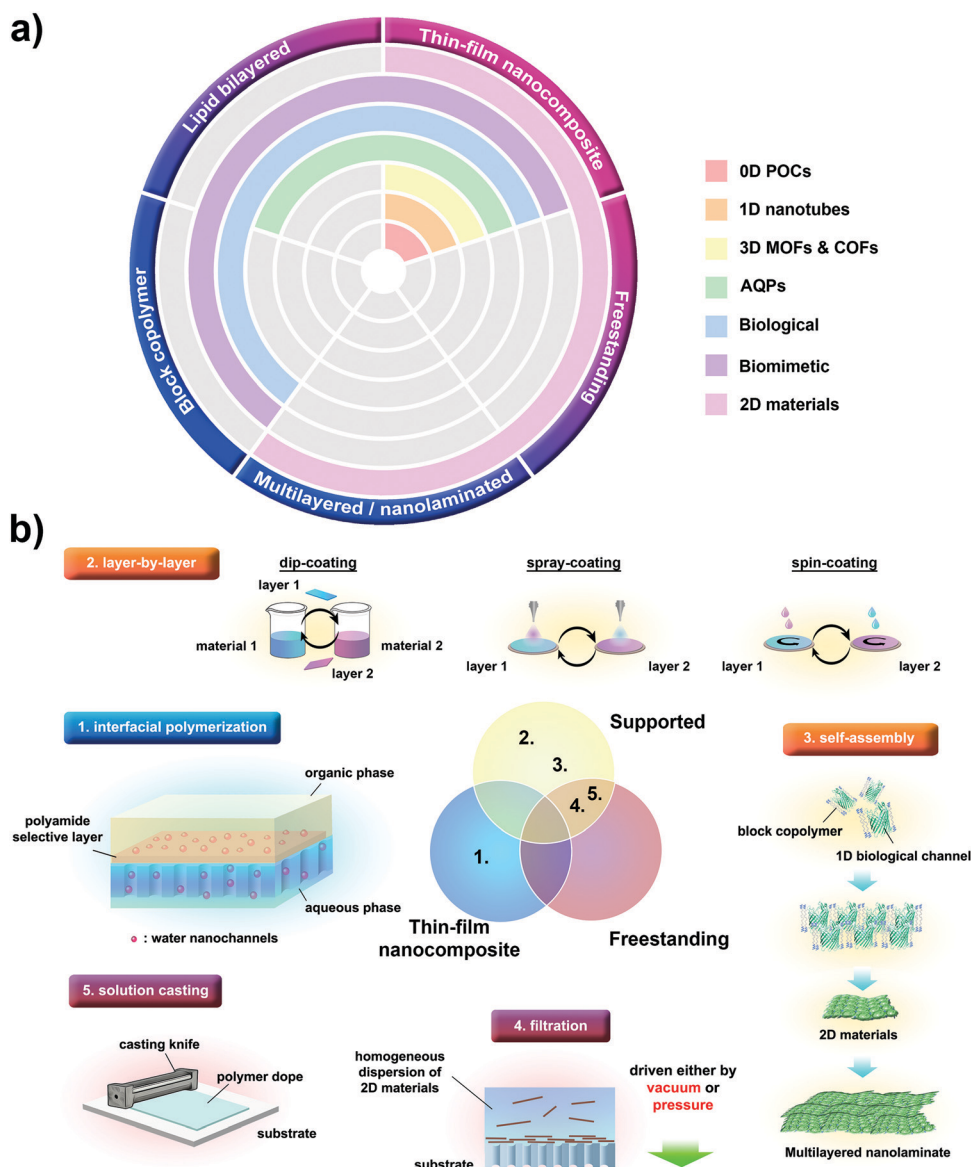 a)
Lipid bilayered
Thin-film nanocomposite
Block copolymer
Freestanding
Multilayered / nanolaminated
0D POCs
1D nanotubes
3D MOFs & COFs
AQPs
Biological
Biomimetic
2D materials
b)
2. layer-by-layer
dip-coating
layer 1
material 1
material 2
layer 2
spray-coating
layer 1
layer 2
spin-coating
layer 1
layer 2
1. interfacial polymerization
organic phase
polyamide
selective layer
aqueous phase
: water nanochannels
Supported
2.
3.
5.
4.
1.
Thin-film
nanocomposite
Freestanding
3. self-assembly
block copolymer
1D biological channel
2D materials
Multilayered nanolaminate
5. solution casting
casting knife
polymer dope
substrate
4. filtration
homogeneous
dispersion of
2D materials
substrate
driven either by
vacuum or
pressure